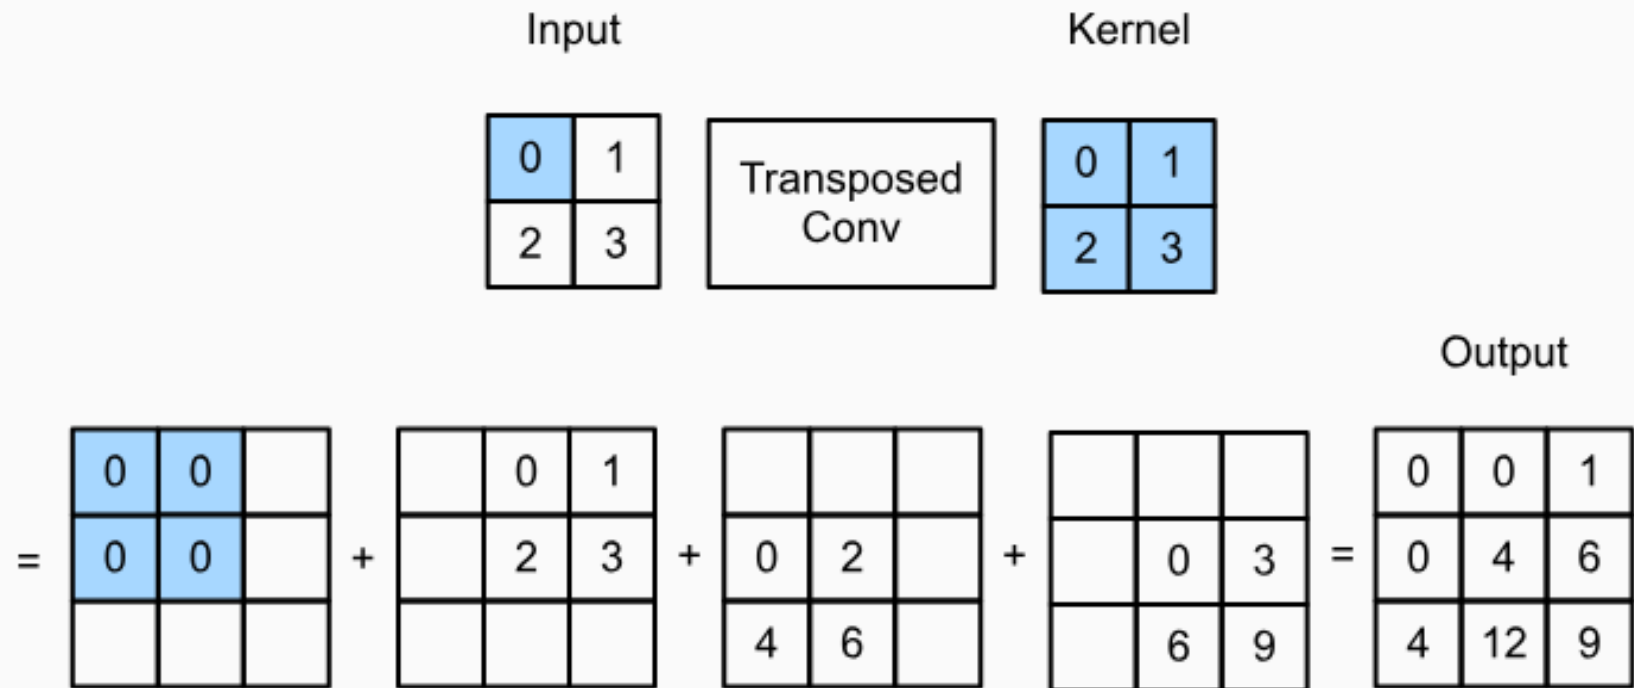 Input Kernel
0 1 Transposed 0 1
2 3 Conv 2 3
Output
0 0 0 1 0 0 1
= 0 0 + 2 3 + 0 2 + 0 3 = 0 4 6
4 6 6 9 4 12 9